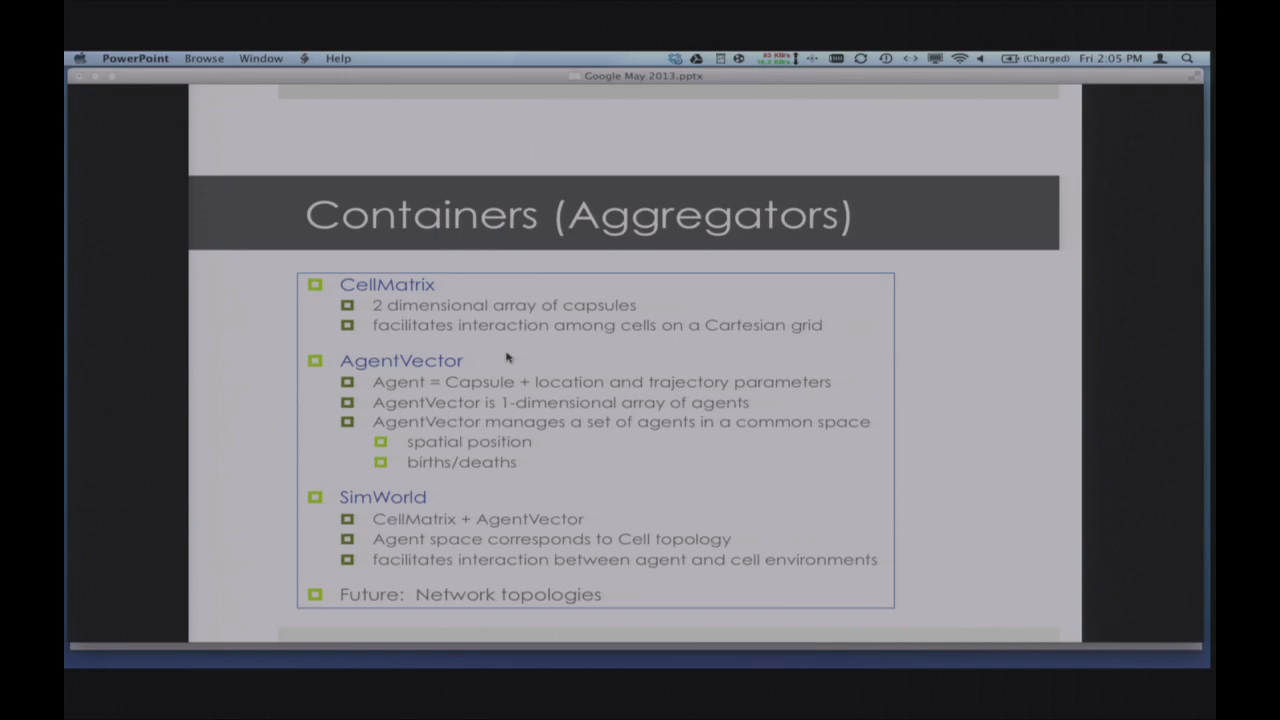 PowerPoint Browse Window Help (Charged) Fri 2:05 PM
Google May 2013.pptx
Containers (Aggregators)
CellMatrix
2 dimensional array of capsules
facilitates interaction among cells on a Cartesian grid
AgentVector
Agent = Capsule + location and trajectory parameters
AgentVector is 1-dimensional array of agents
AgentVector manages a set of agents in a common space
spatial position
births/deaths
SimWorld
CellMatrix + AgentVector
Agent space corresponds to Cell topology
facilitates interaction between agent and cell environments
Future: Network topologies